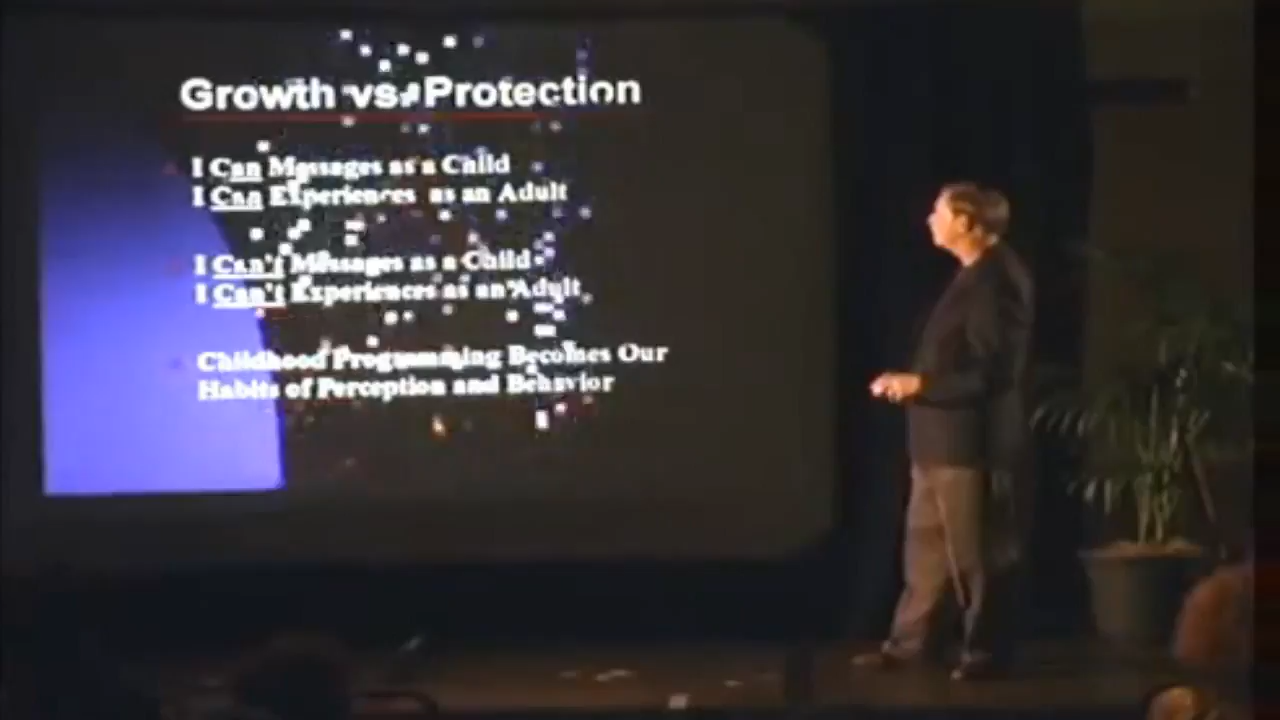 Growth vs. Protection
I Can Messages as a Child
I Can Experiences as an Adult
I Can't Messages as a Child
I Can't Experiences as an Adult
Childhood Programming Becomes Our
Habits of Perception and Behavior